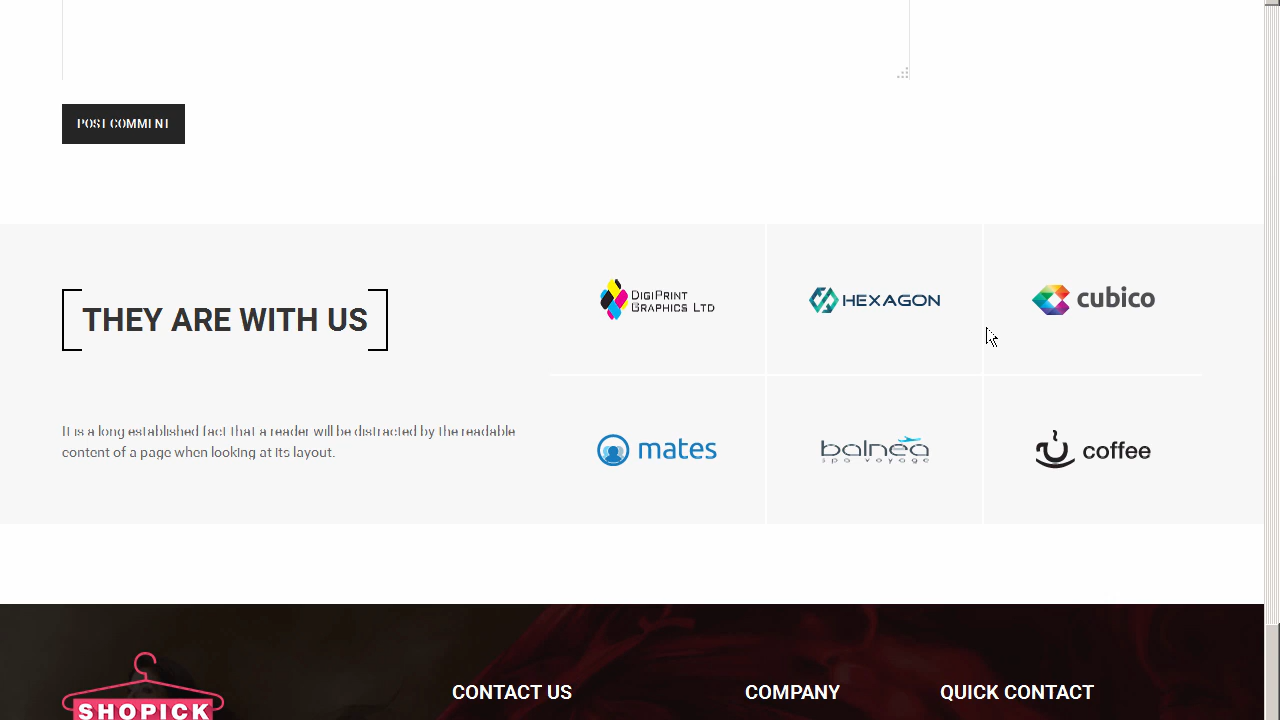 POST COMMENT
THEY ARE WITH US
It is a long established fact that a reader will be distracted by the readable
content of a page when looking at its layout.
DIGIPRINT
GRAPHICS LTD
HEXAGON
cubico
mates
balnea
spa voyage
coffee
SHOPICK
CONTACT US
COMPANY
QUICK CONTACT